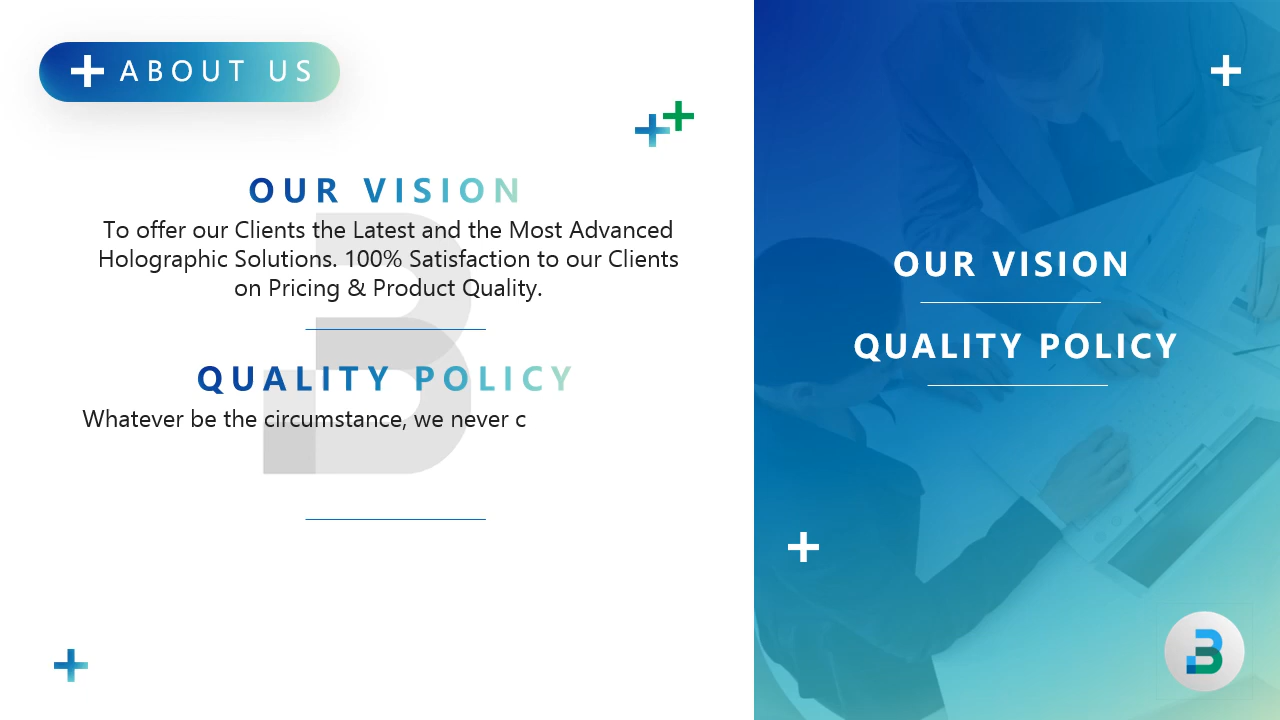 ABOUT US
OUR VISION
To offer our Clients the Latest and the Most Advanced
Holographic Solutions. 100% Satisfaction to our Clients
on Pricing & Product Quality.
QUALITY POLICY
Whatever be the circumstance, we never c
OUR VISION
QUALITY POLICY